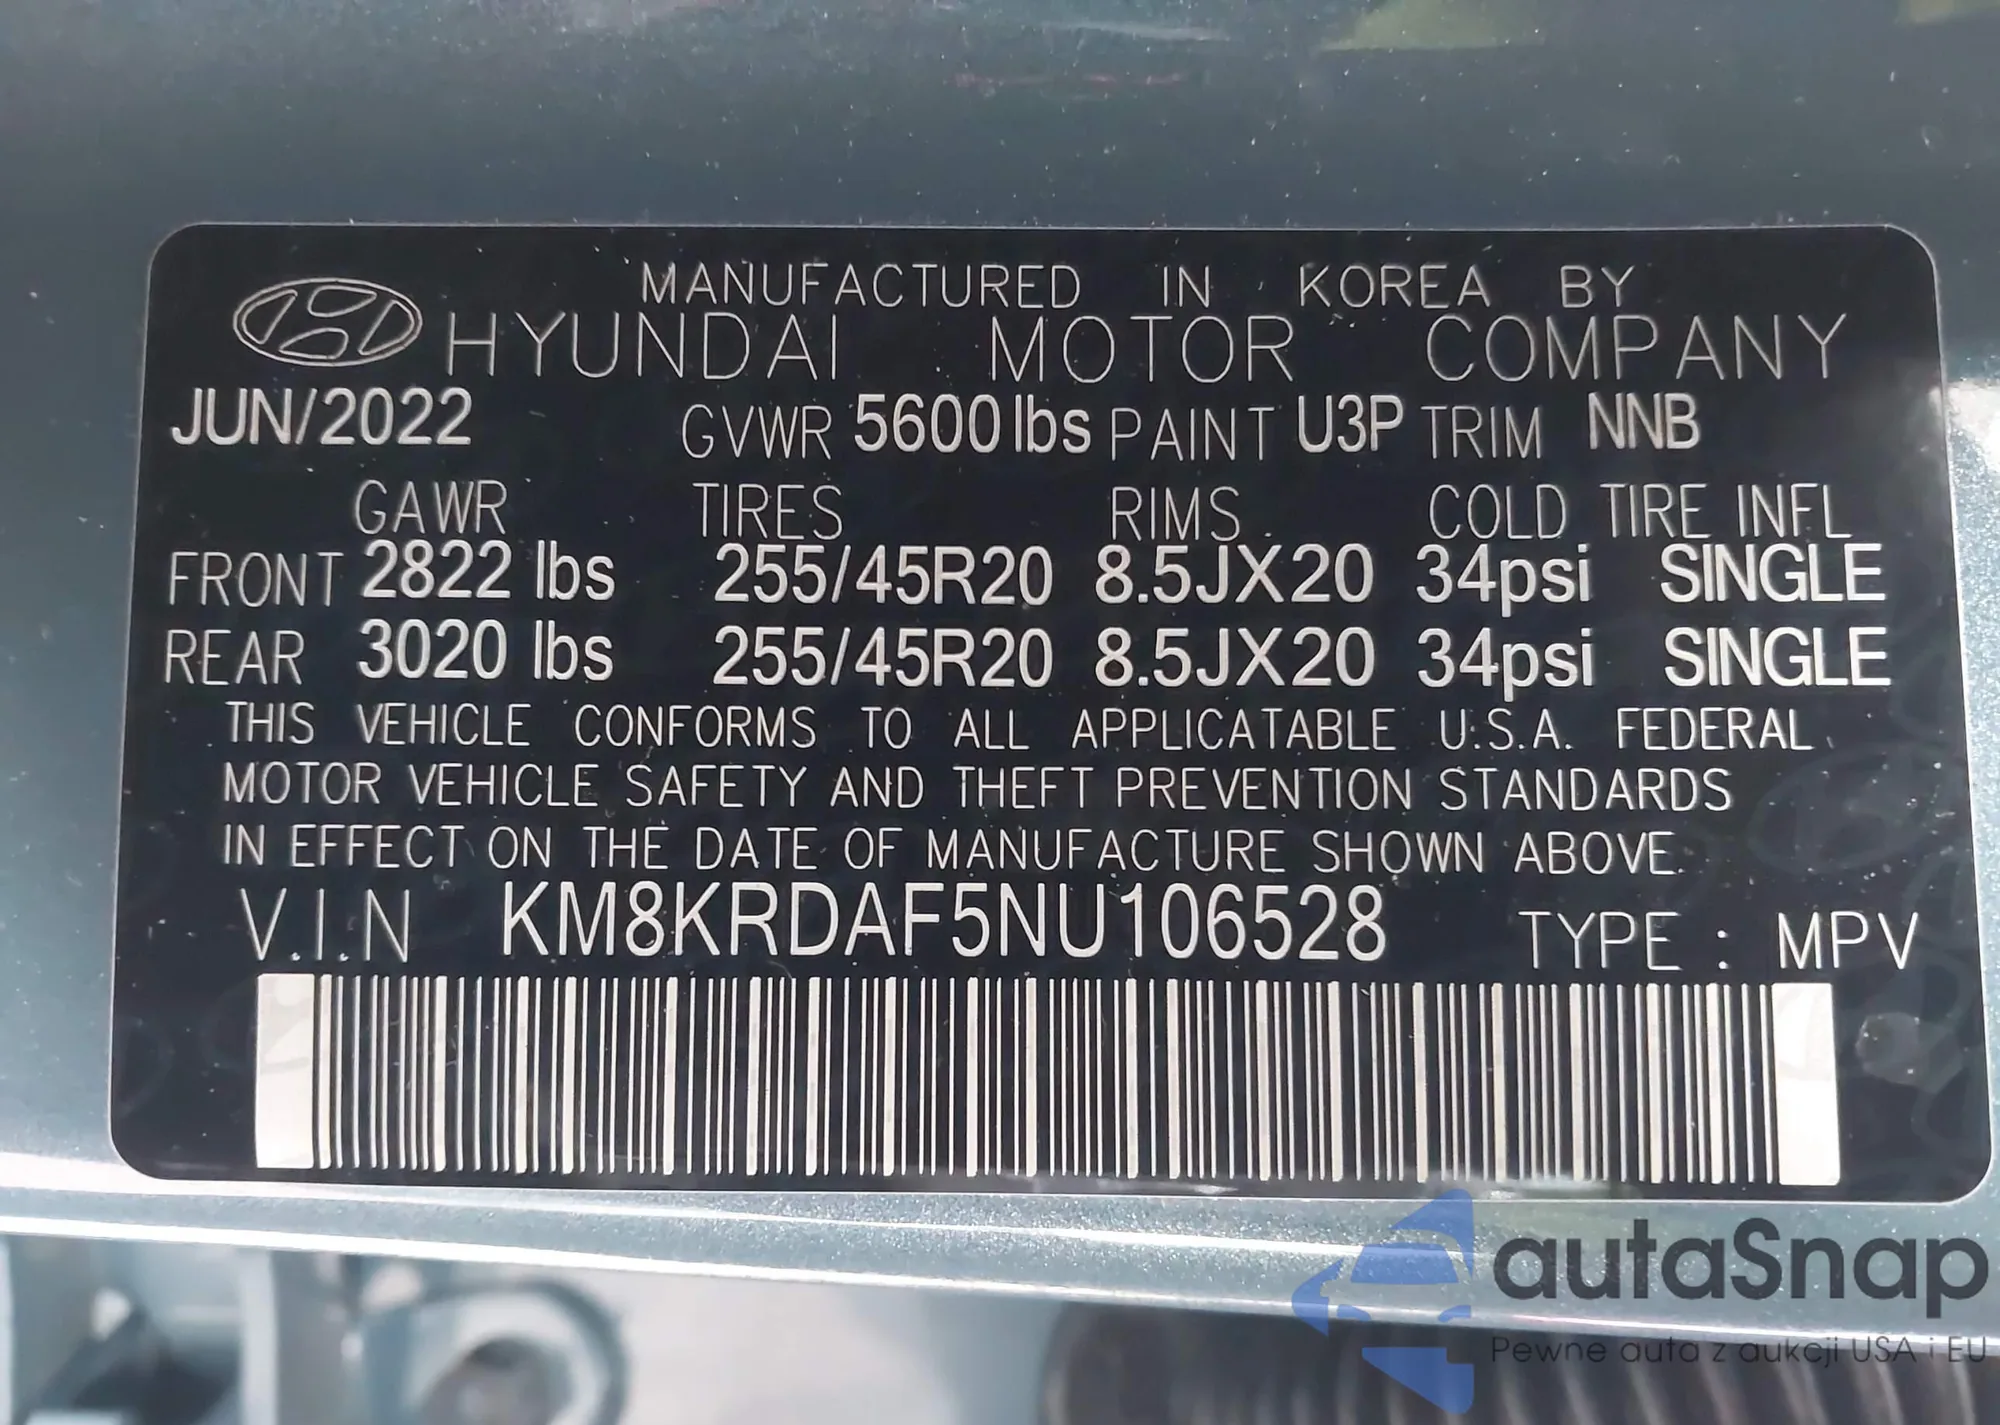 MANUFACTURED IN KOREA BY
HYUNDAI MOTOR COMPANY
JUN/2022 GVWR 5600 lbs PAINT U3P TRIM NNB
GAWR TIRES RIMS COLD TIRE INFL
FRONT 2822 lbs 255/45R20 8.5JX20 34psi SINGLE
REAR 3020 lbs 255/45R20 8.5JX20 34psi SINGLE
THIS VEHICLE CONFORMS TO ALL APPLICATABLE U.S.A. FEDERAL
MOTOR VEHICLE SAFETY AND THEFT PREVENTION STANDARDS
IN EFFECT ON THE DATE OF MANUFACTURE SHOWN ABOVE.
V.I.N KM8KRDAF5NU106528 TYPE : MPV
autaSnap
Pewne auta z aukcji USA i EU